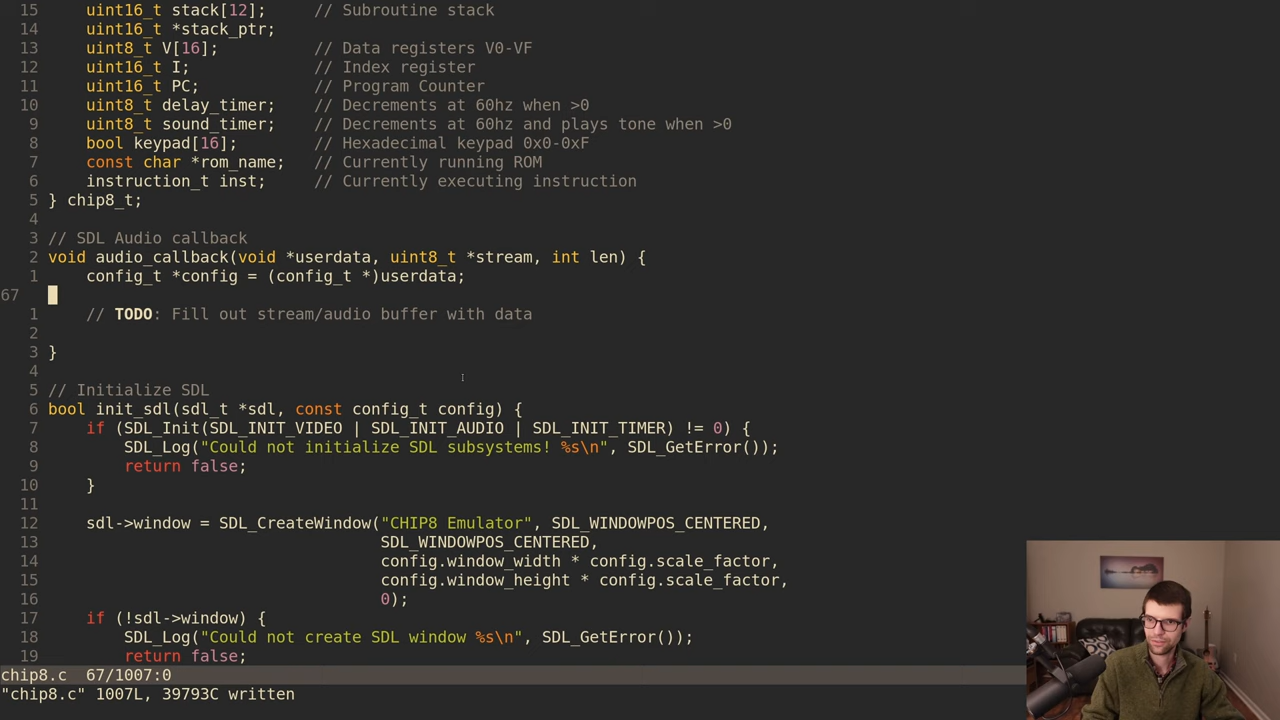 15     uint16_t stack[12];     // Subroutine stack
14     uint16_t *stack_ptr;
13     uint8_t V[16];          // Data registers V0-VF
12     uint16_t I;             // Index register
11     uint16_t PC;            // Program Counter
10     uint8_t delay_timer;    // Decrements at 60hz when >0
9     uint8_t sound_timer;    // Decrements at 60hz and plays tone when >0
8     bool keypad[16];        // Hexadecimal keypad 0x0-0xF
7     const char *rom_name;   // Currently running ROM
6     instruction_t inst;     // Currently executing instruction
5 } chip8_t;
4
3 // SDL Audio callback
2 void audio_callback(void *userdata, uint8_t *stream, int len) {
1     config_t *config = (config_t *)userdata;
67
1     // TODO: Fill out stream/audio buffer with data
2
3 }
4
5 // Initialize SDL
6 bool init_sdl(sdl_t *sdl, const config_t config) {
7     if (SDL_Init(SDL_INIT_VIDEO | SDL_INIT_AUDIO | SDL_INIT_TIMER) != 0) {
8         SDL_Log("Could not initialize SDL subsystems! %s\n", SDL_GetError());
9         return false;
10     }
11
12     sdl->window = SDL_CreateWindow("CHIP8 Emulator", SDL_WINDOWPOS_CENTERED,
13                                    SDL_WINDOWPOS_CENTERED,
14                                    config.window_width * config.scale_factor,
15                                    config.window_height * config.scale_factor,
16                                    0);
17     if (!sdl->window) {
18         SDL_Log("Could not create SDL window %s\n", SDL_GetError());
19         return false;
chip8.c  67/1007:0
"chip8.c" 1007L, 39793C written